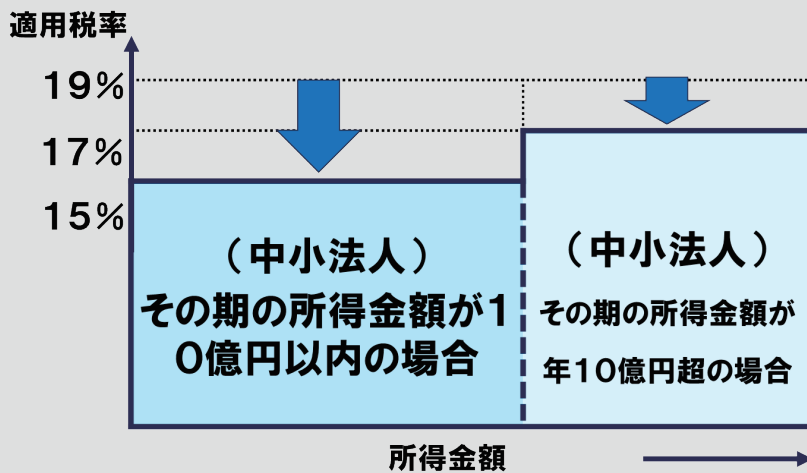 適用税率
19%
17%
15%
（中小法人）
その期の所得金額が1
0億円以内の場合
（中小法人）
その期の所得金額が
年10億円超の場合
所得金額